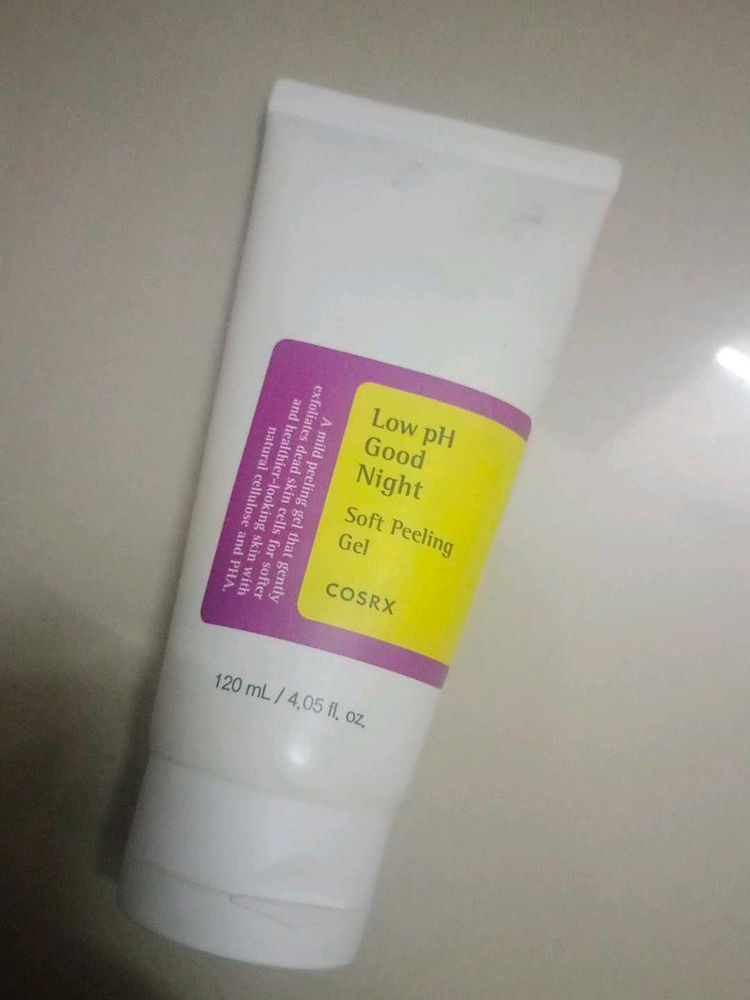 Low pH
Good
Night
Soft Peeling
Gel
COSRX
A mild peeling gel that gently
exfoliates dead skin cells for softer
and healthier-looking skin with
natural cellulose and PHA.
120 mL / 4.05 fl. oz.